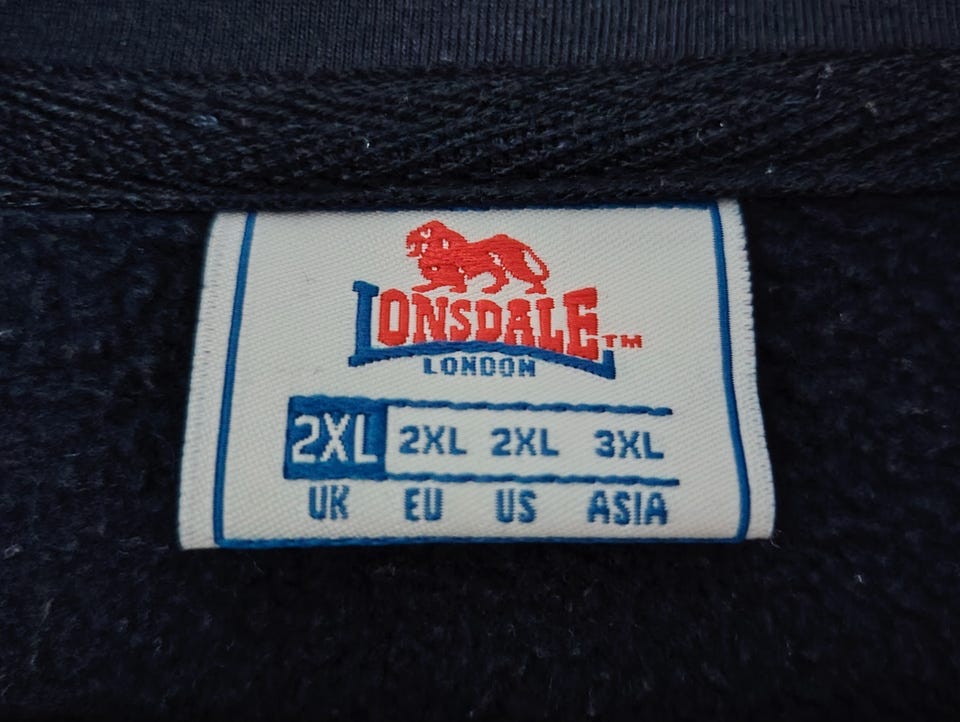 LONSDALE™
LONDON
2XL 2XL 2XL 3XL
UK EU US ASIA